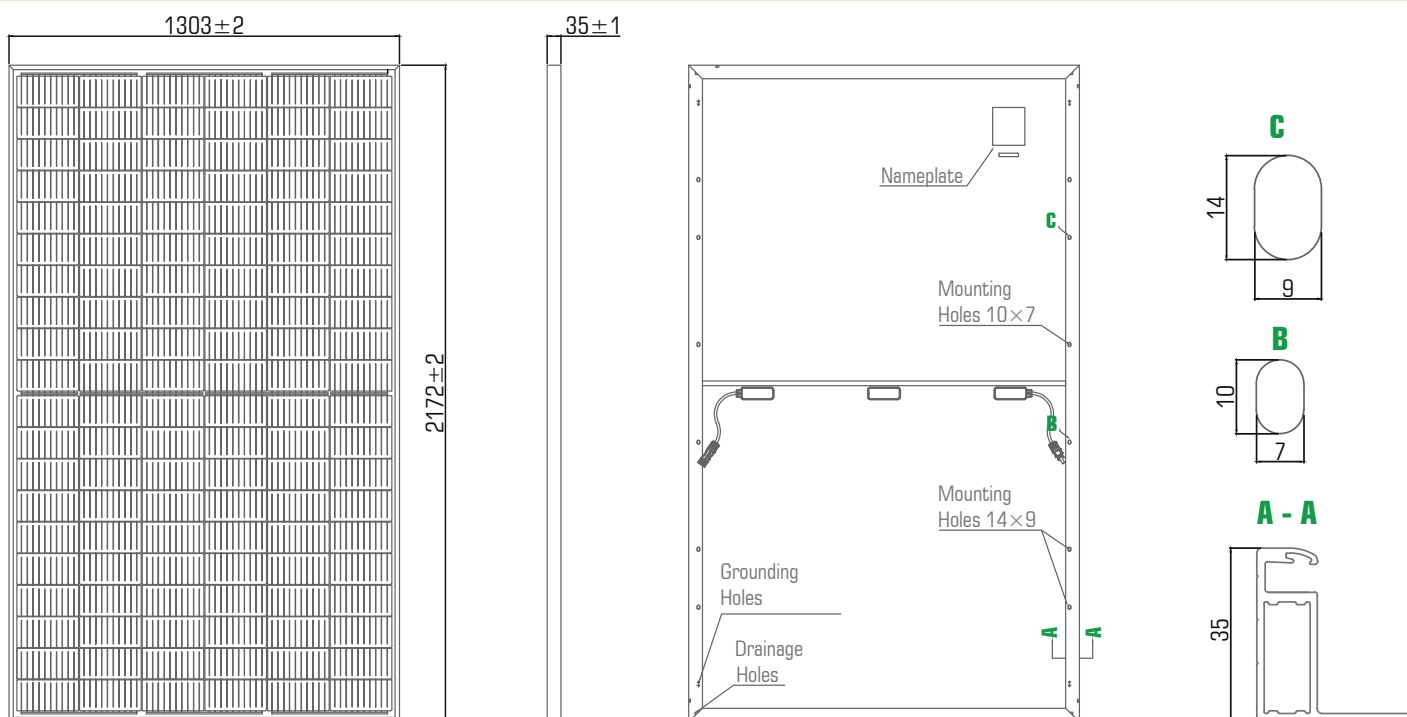 1303±2
35±1
2172±2
Nameplate
C
Mounting
Holes 10×7
B
Mounting
Holes 14×9
Grounding
Holes
Drainage
Holes
A
A
C
14
9
B
10
7
A - A
35